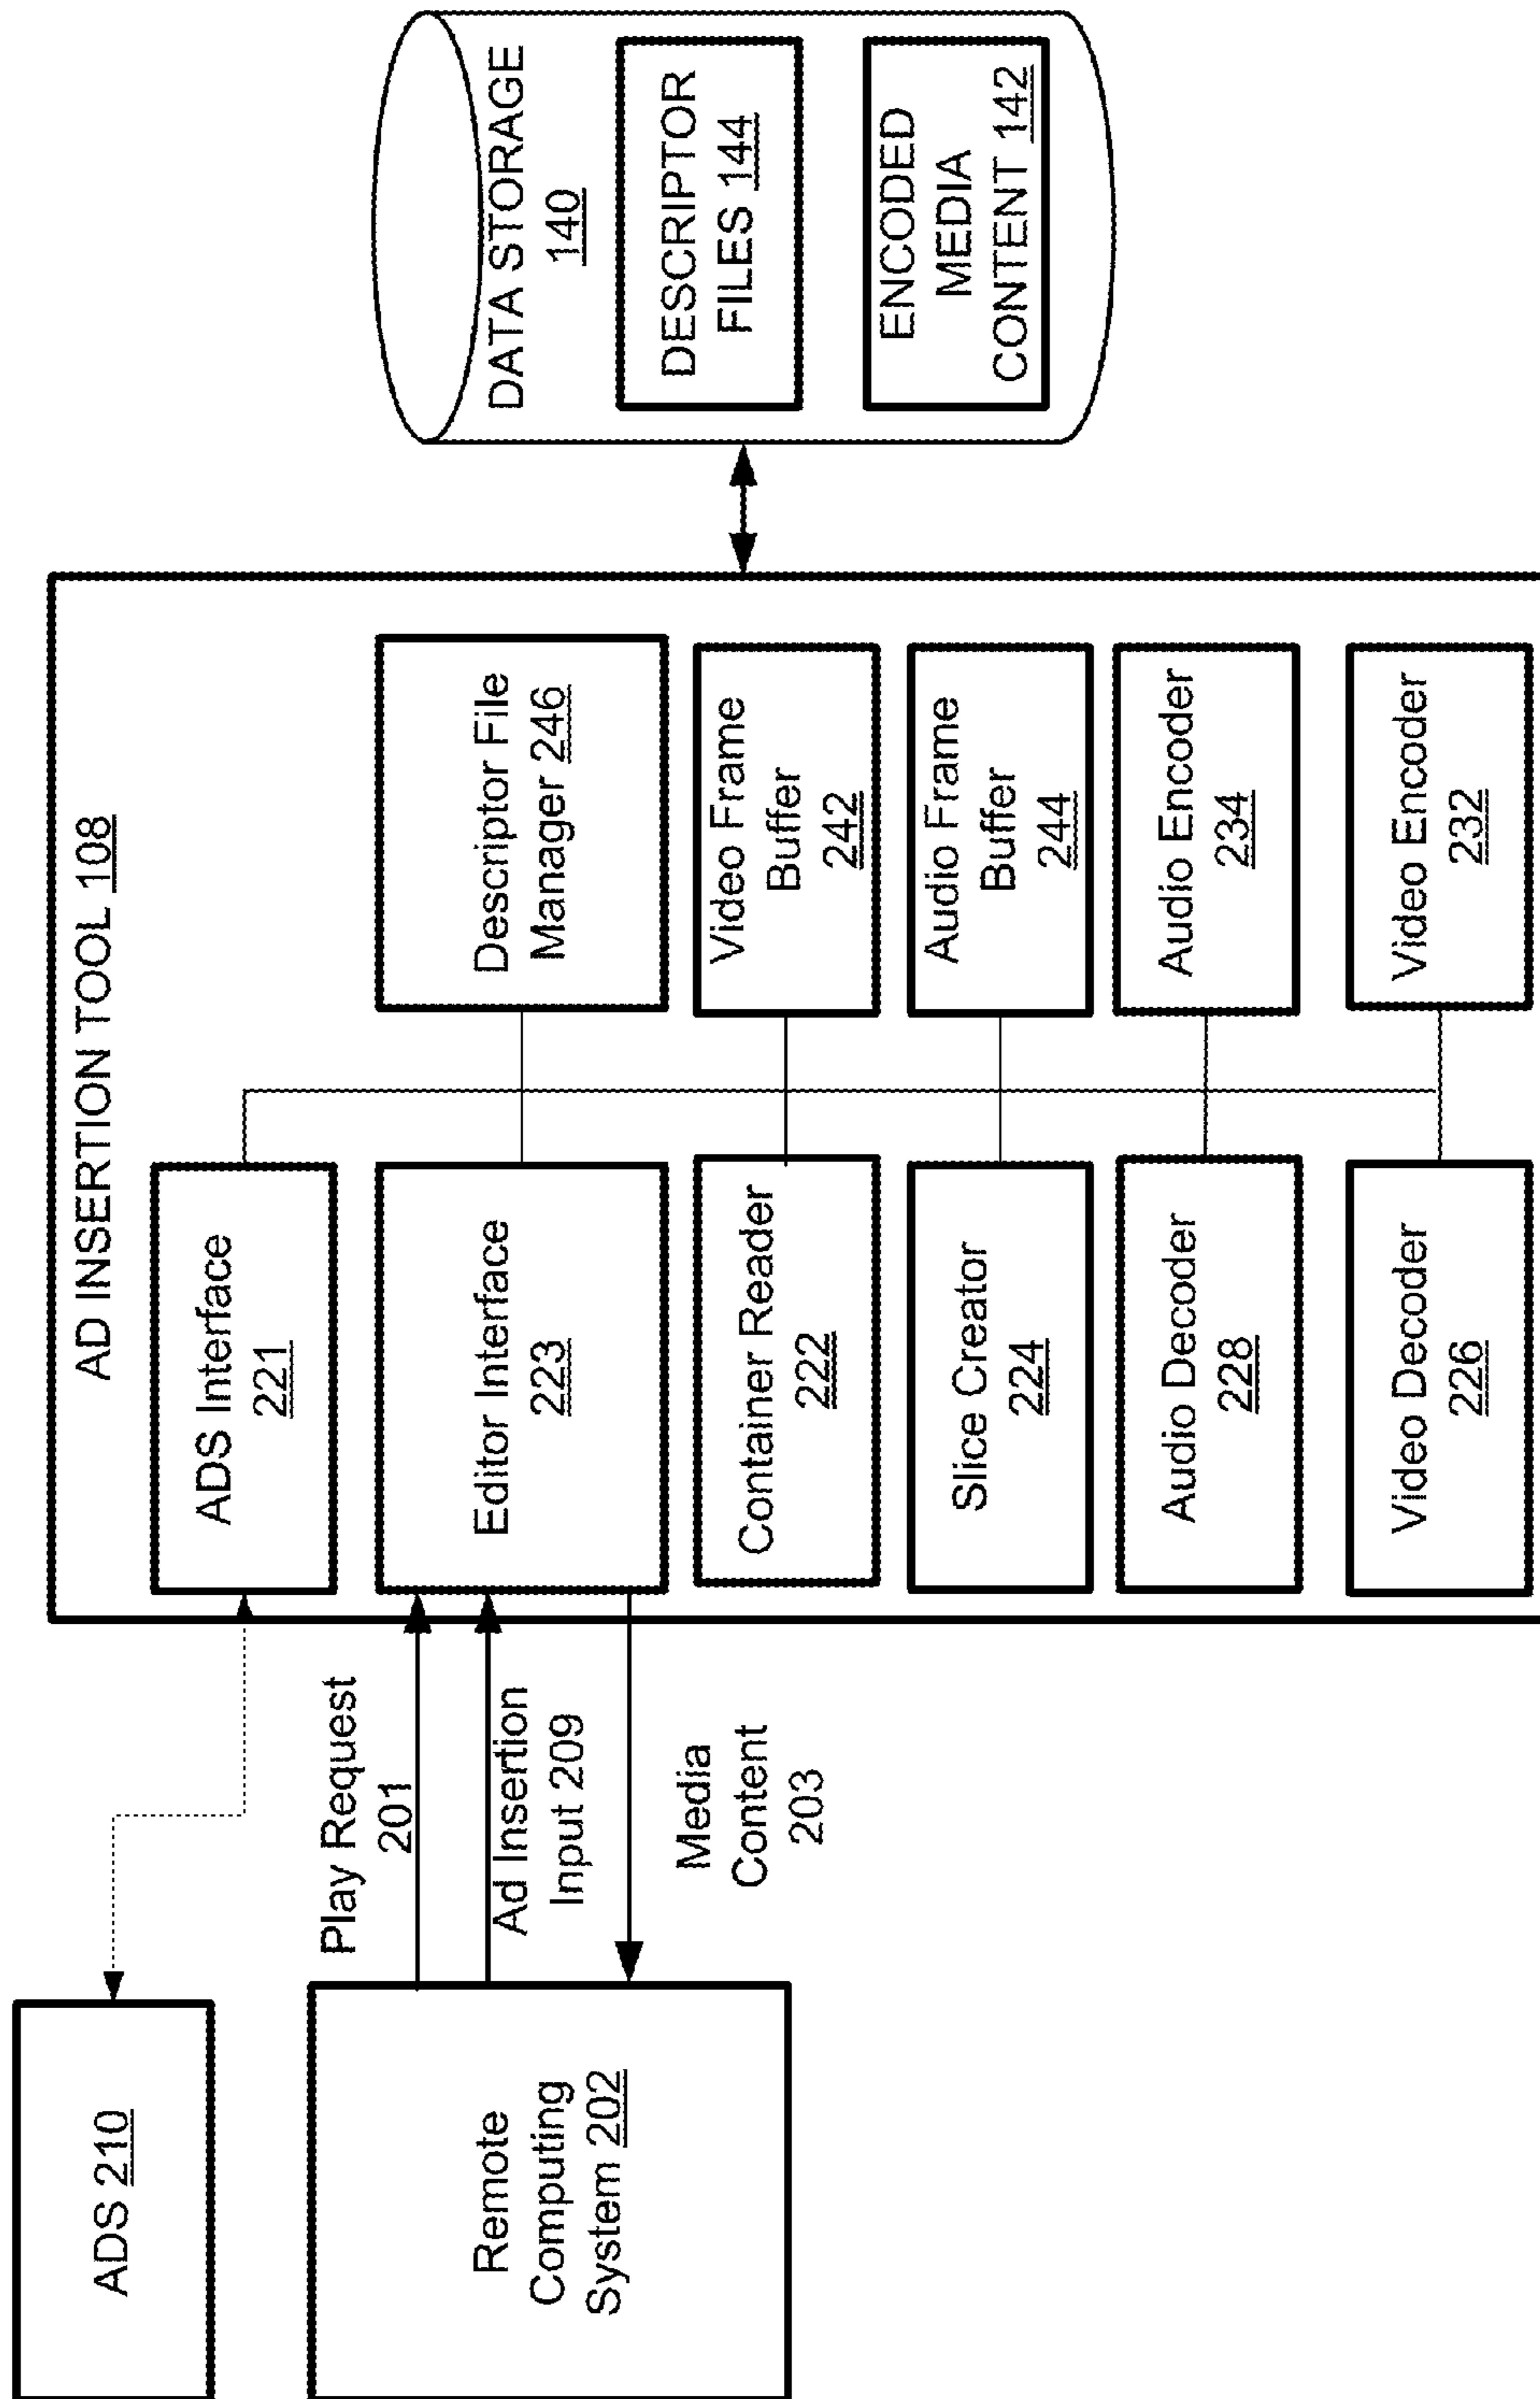 ADS 210
Remote
Computing
System 202
Play Request
201
Ad Insertion
Input 209
Media
Content
203
AD INSERTION TOOL 108
ADS Interface
221
Editor Interface
223
Descriptor File
Manager 246
Container Reader
222
Video Frame
Buffer
242
Slice Creator
224
Audio Frame
Buffer
244
Audio Decoder
228
Audio Encoder
234
Video Decoder
226
Video Encoder
232
DATA STORAGE
140
DESCRIPTOR
FILES 144
ENCODED
MEDIA
CONTENT 142